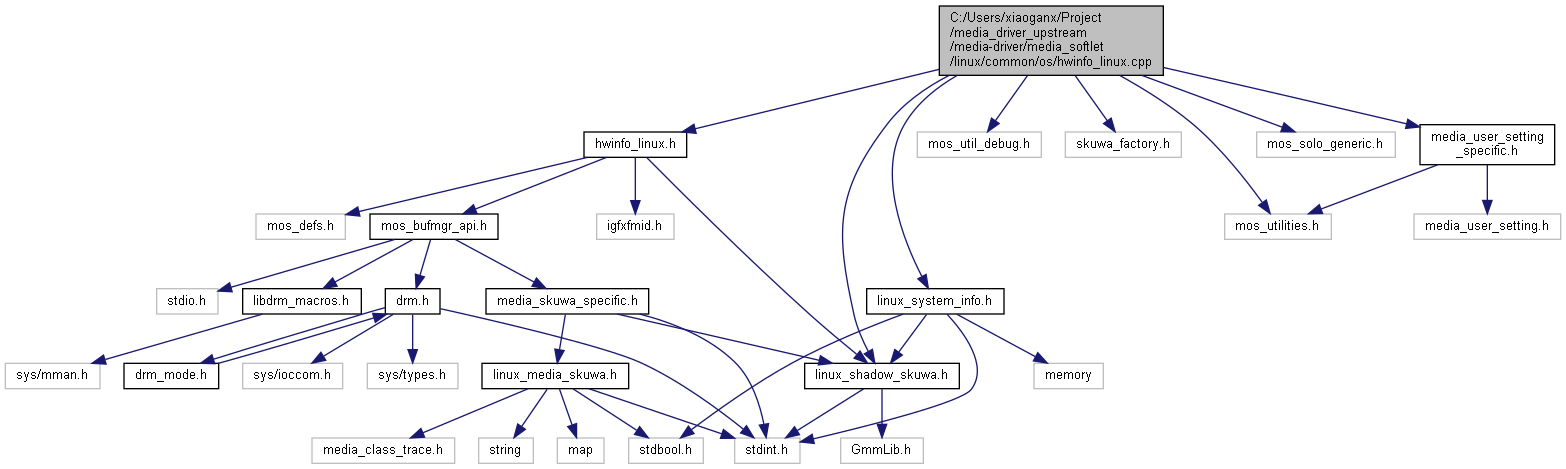 C:/Users/xiaoganx/Project
/media_driver_upstream
/media-driver/media_softlet
/linux/common/os/hwinfo_linux.cpp
hwinfo_linux.h
mos_util_debug.h
skuwa_factory.h
mos_solo_generic.h
media_user_setting
_specific.h
mos_defs.h
mos_bufmgr_api.h
igfxfmid.h
mos_utilities.h
media_user_setting.h
stdio.h
libdrm_macros.h
drm.h
media_skuwa_specific.h
linux_system_info.h
sys/mman.h
drm_mode.h
sys/ioccom.h
sys/types.h
linux_media_skuwa.h
linux_shadow_skuwa.h
memory
media_class_trace.h
string
map
stdbool.h
stdint.h
GmmLib.h